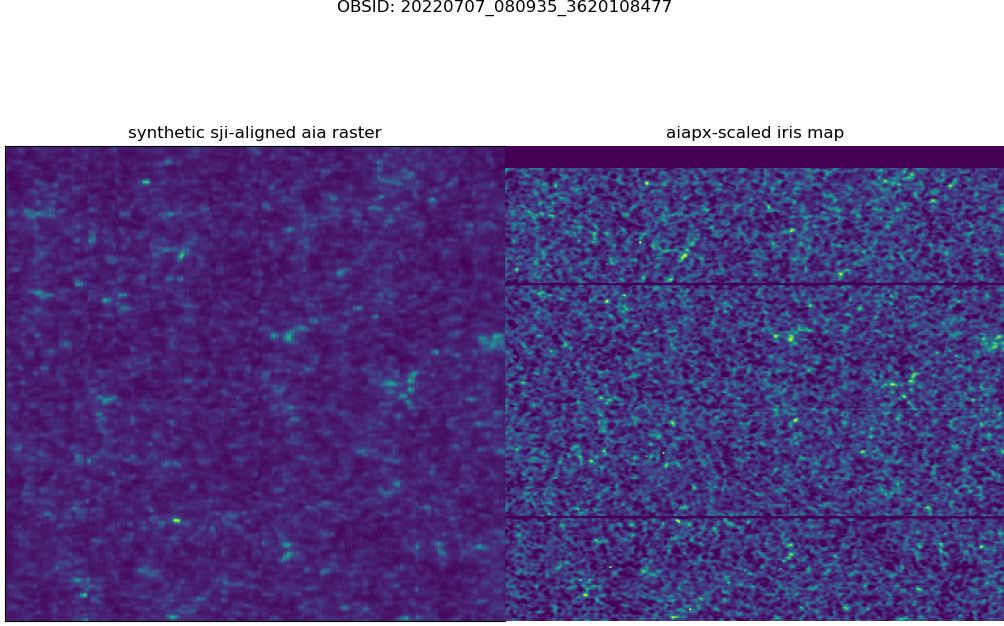 OBSID: 20220707_080935_3620108477
synthetic sji-aligned aia raster
aiapx-scaled iris map